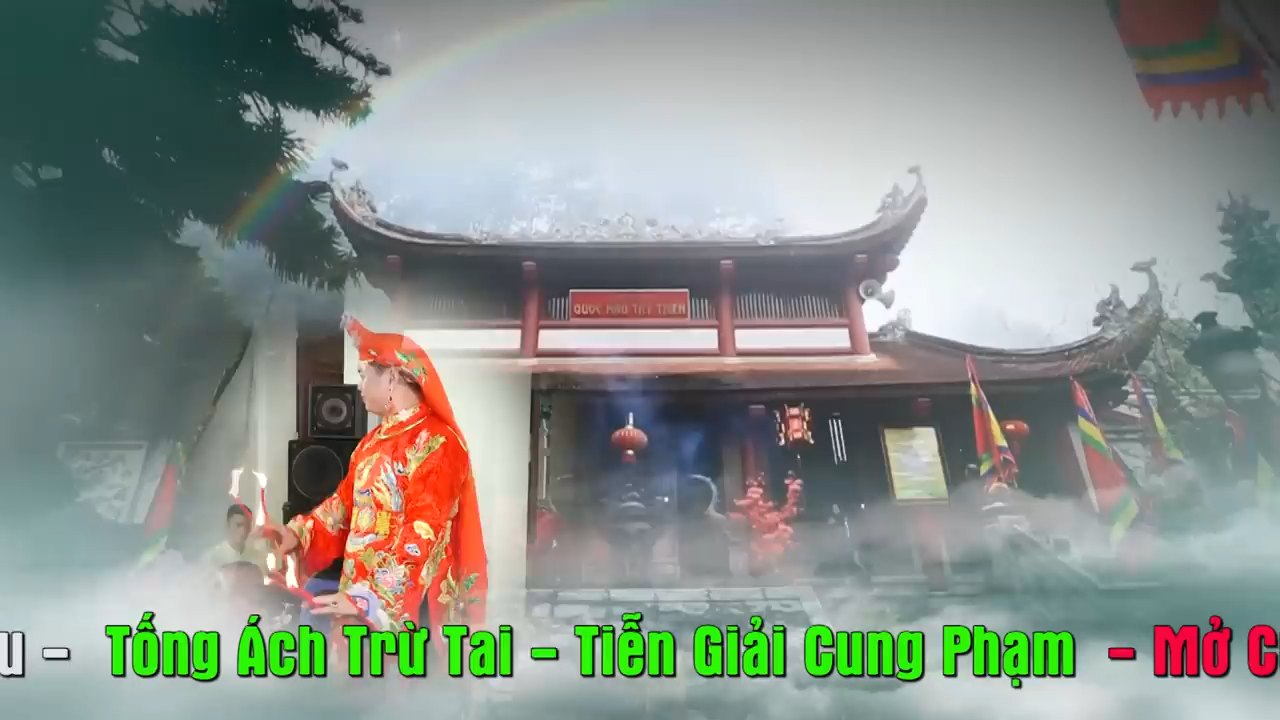 QUỐC MẪU TÂY THIÊN
u - Tống Ách Trừ Tai - Tiễn Giải Cung Phạm - Mở C